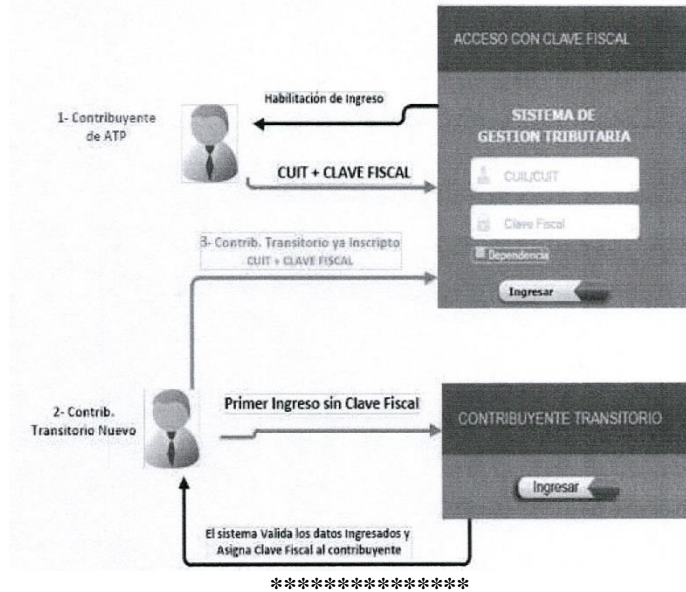 ACCESO CON CLAVE FISCAL
Habilitación de Ingreso
1- Contribuyente
de ATP
SISTEMA DE
GESTION TRIBUTARIA
CUIT + CLAVE FISCAL
CUIL/CUIT
Clave Fiscal
3- Contrib. Transitorio ya Inscripto
CUIT + CLAVE FISCAL
Dependencia
Ingresar
2- Contrib.
Transitorio Nuevo
Primer Ingreso sin Clave Fiscal
CONTRIBUYENTE TRANSITORIO
Ingresar
El sistema Valida los datos Ingresados y
Asigna Clave Fiscal al contribuyente
***************